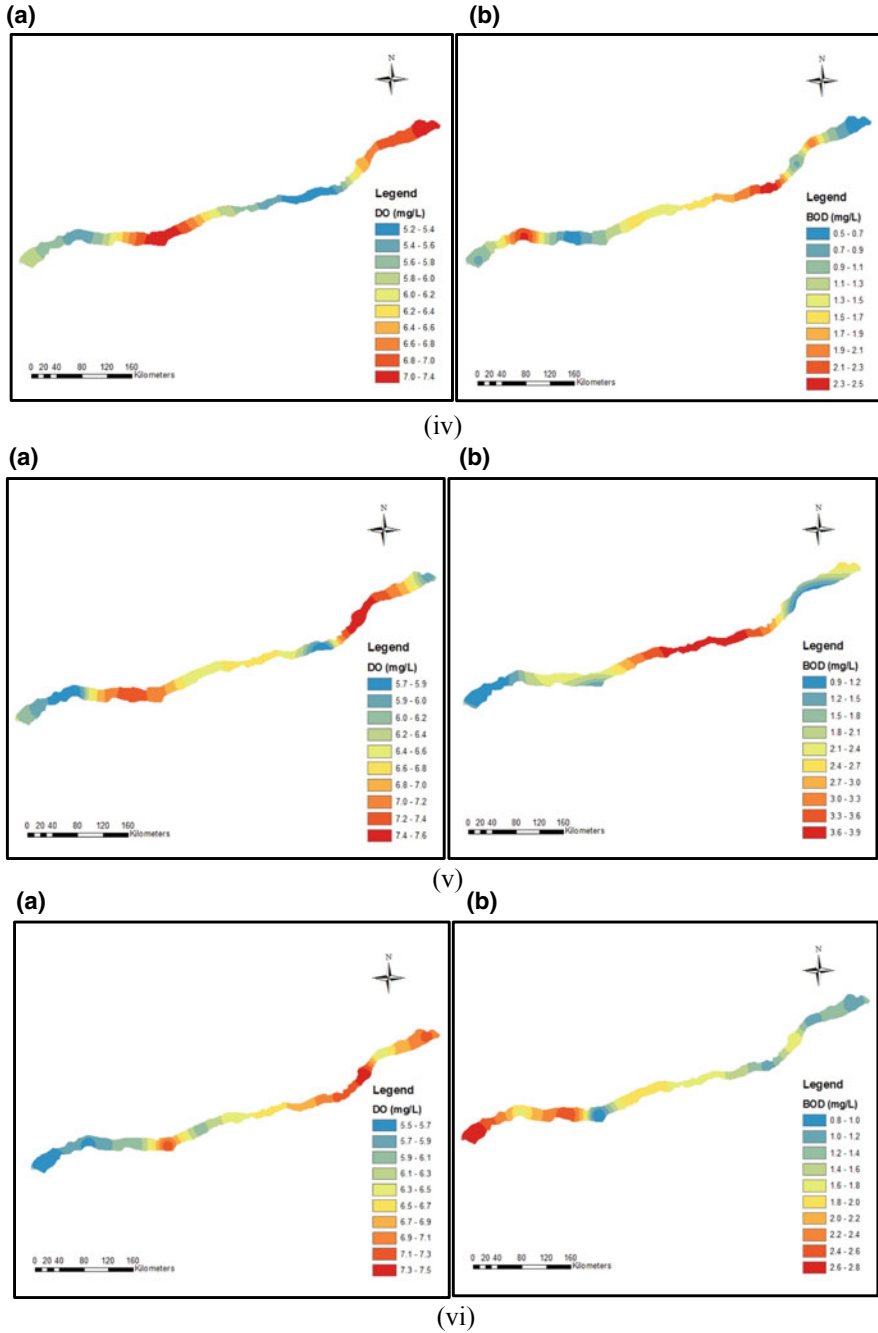 (a)
N
Legend
DO (mg/L)
5.2 - 5.4
5.4 - 5.6
5.6 - 5.8
5.8 - 6.0
6.0 - 6.2
6.2 - 6.4
6.4 - 6.6
6.6 - 6.8
6.8 - 7.0
7.0 - 7.4
0 20 40 80 120 160
Kilometers
(b)
N
Legend
BOD (mg/L)
0.5 - 0.7
0.7 - 0.9
0.9 - 1.1
1.1 - 1.3
1.3 - 1.5
1.5 - 1.7
1.7 - 1.9
1.9 - 2.1
2.1 - 2.3
2.3 - 2.5
0 20 40 80 120 160
Kilometers
(iv)
(a)
N
Legend
DO (mg/L)
5.7 - 5.9
5.9 - 6.0
6.0 - 6.2
6.2 - 6.4
6.4 - 6.6
6.6 - 6.8
6.8 - 7.0
7.0 - 7.2
7.2 - 7.4
7.4 - 7.6
0 20 40 80 120 160
Kilometers
(b)
N
Legend
BOD (mg/L)
0.9 - 1.2
1.2 - 1.5
1.5 - 1.8
1.8 - 2.1
2.1 - 2.4
2.4 - 2.7
2.7 - 3.0
3.0 - 3.3
3.3 - 3.6
3.6 - 3.9
0 20 40 80 120 160
Kilometers
(v)
(a)
N
Legend
DO (mg/L)
5.5 - 5.7
5.7 - 5.9
5.9 - 6.1
6.1 - 6.3
6.3 - 6.5
6.5 - 6.7
6.7 - 6.9
6.9 - 7.1
7.1 - 7.3
7.3 - 7.5
0 20 40 80 120 160
Kilometers
(b)
N
Legend
BOD (mg/L)
0.8 - 1.0
1.0 - 1.2
1.2 - 1.4
1.4 - 1.6
1.6 - 1.8
1.8 - 2.0
2.0 - 2.2
2.2 - 2.4
2.4 - 2.6
2.6 - 2.8
0 20 40 80 120 160
Kilometers
(vi)